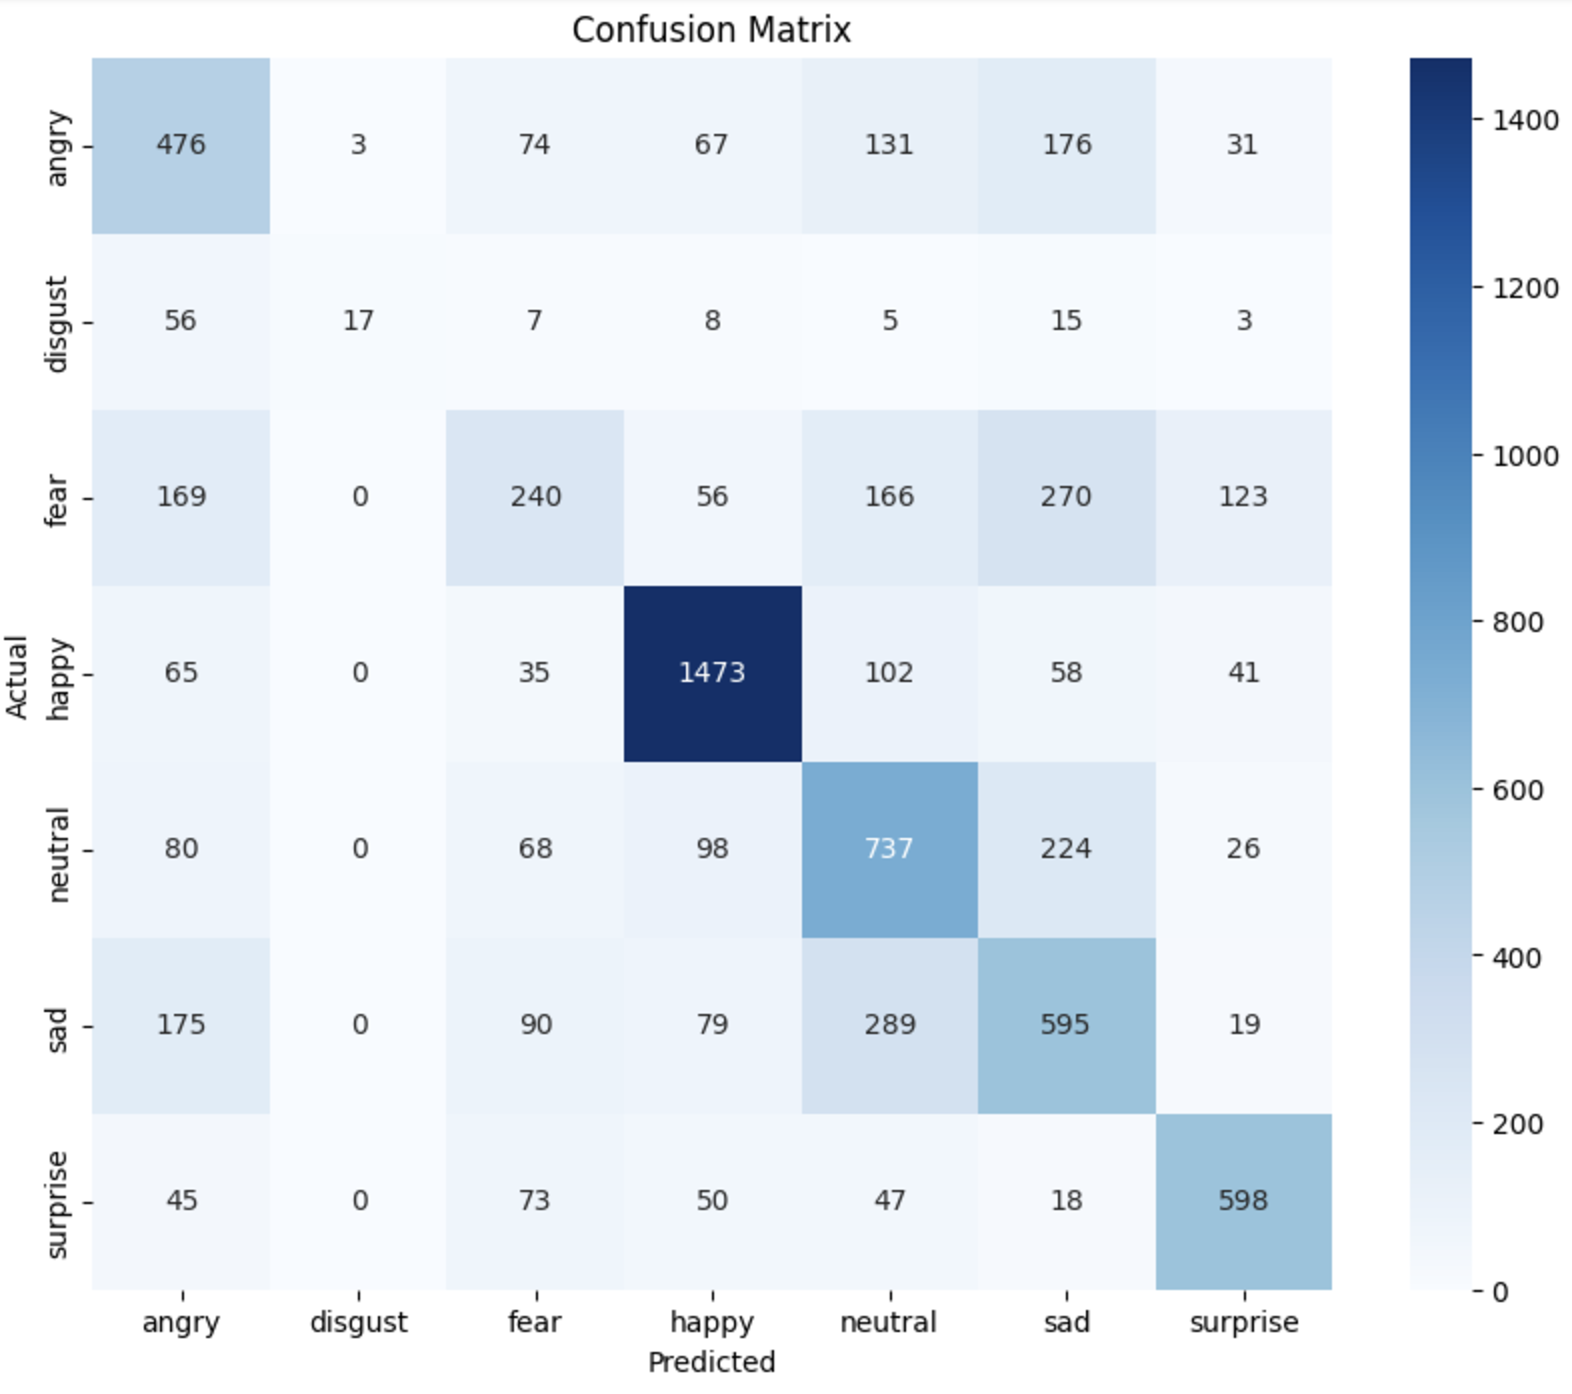 Confusion Matrix
angry 476 3 74 67 131 176 31
disgust 56 17 7 8 5 15 3
fear 169 0 240 56 166 270 123
happy 65 0 35 1473 102 58 41
neutral 80 0 68 98 737 224 26
sad 175 0 90 79 289 595 19
surprise 45 0 73 50 47 18 598
Actual
angry disgust fear happy neutral sad surprise
Predicted
1400
1200
1000
800
600
400
200
0